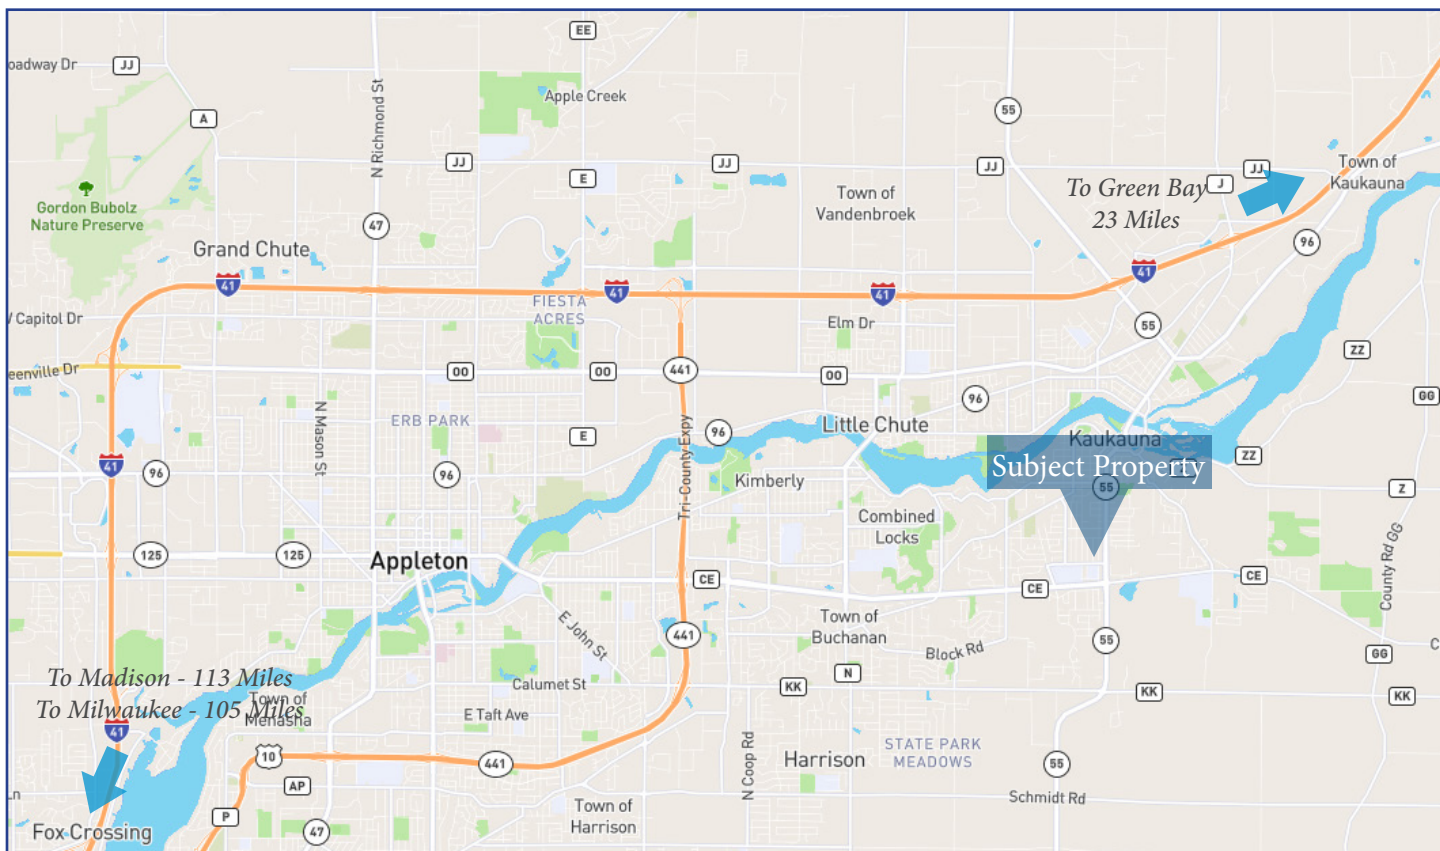 EE
oadway Dr
JJ
Apple Creek
A
55
N Richmond St
JJ
JJ
JJ
JJ
Town of
Kaukauna
E
J
To Green Bay
23 Miles
Town of
Vandenbroek
Gordon Bubolz
Nature Preserve
47
96
Grand Chute
41
41
41
41
FIESTA
ACRES
Capitol Dr
Elm Dr
55
ZZ
eenville Dr
OO
OO
441
OO
GG
96
N Mason St
ERB PARK
E
Tri-County Expy
96
Little Chute
Kaukauna
ZZ
41
96
96
Kimberly
Subject Property
55
Z
Combined
Locks
County Rd GG
125
125
Appleton
CE
CE
CE
E John St
Town of
Buchanan
441
55
Block Rd
GG
C
To Madison - 113 Miles
To Milwaukee - 105 Miles
Town of
Menasha
Calumet St
N
KK
KK
KK
E Taft Ave
41
10
441
N Coop Rd
Harrison
STATE PARK
MEADOWS
55
AP
Ln
Schmidt Rd
P
Town of
Harrison
47
Fox Crossing